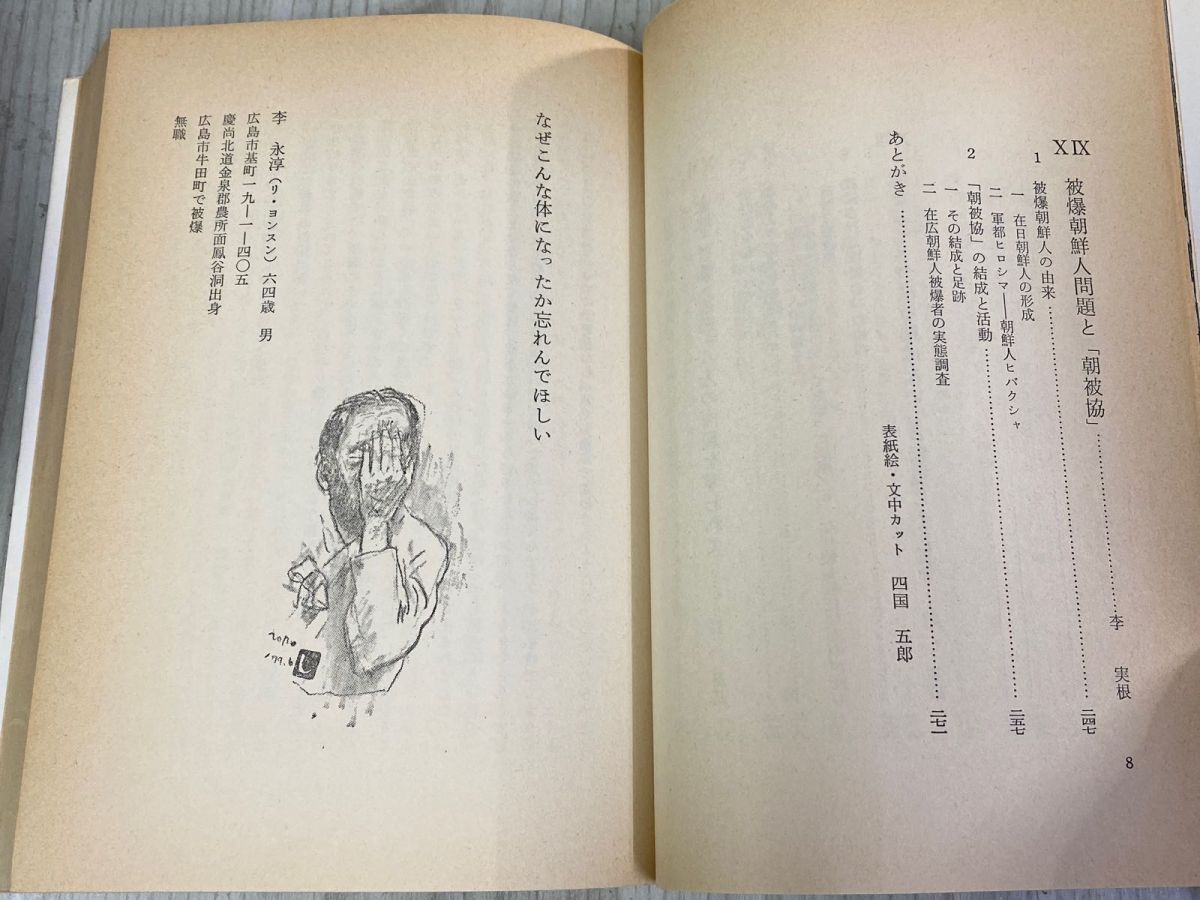 XIX 被爆朝鮮人問題と「朝被協」……李 実根
1 被爆朝鮮人の由来……二四七
一 在日朝鮮人の形成
二 軍都ヒロシマ――朝鮮人ヒバクシャ
2 「朝被協」の結成と活動……二五七
一 その結成と足跡
二 在広朝鮮人被爆者の実態調査
あとがき……二七一
表紙絵・文中カット 四国 五郎
8
なぜこんな体になったか忘れんでほしい
李 永淳(リ・ヨンスン) 六四歳 男
広島市基町一九―一―四〇五
慶尚北道金泉郡農所面鳳谷洞出身
広島市牛田町で被爆
無職
'79.6